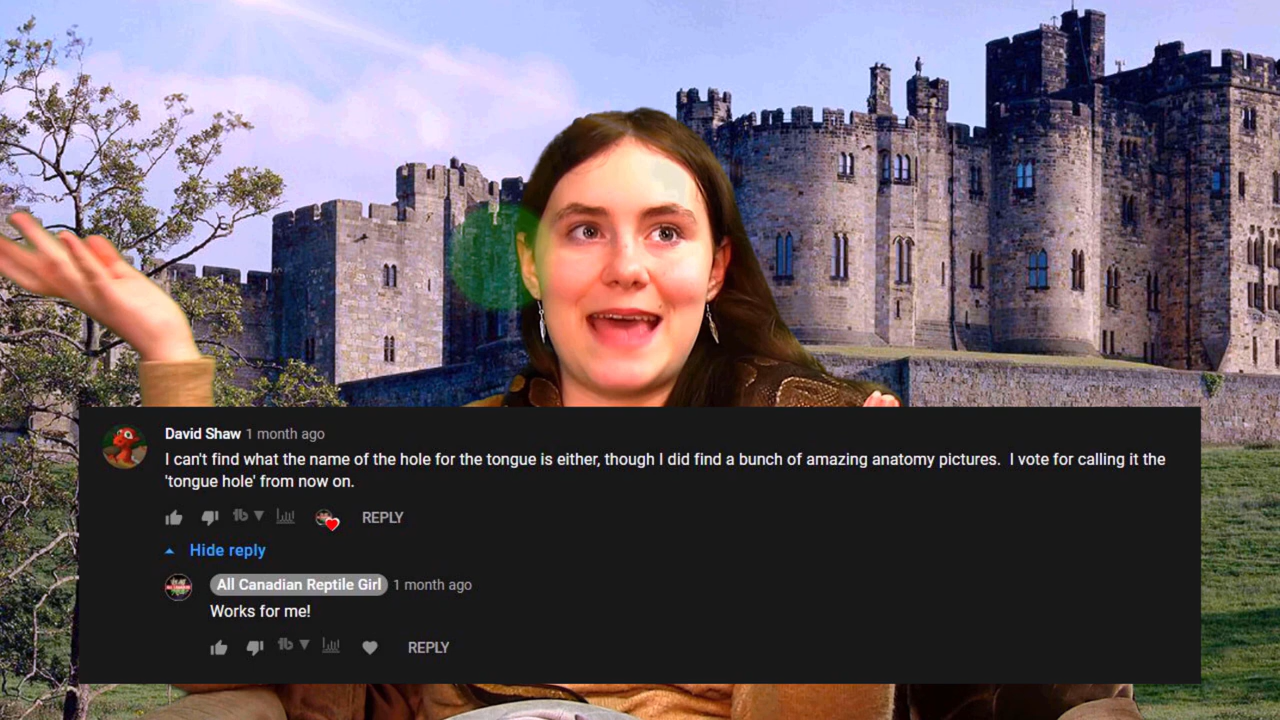 David Shaw 1 month ago
I can't find what the name of the hole for the tongue is either, though I did find a bunch of amazing anatomy pictures.  I vote for calling it the
'tongue hole' from now on.
REPLY
Hide reply
All Canadian Reptile Girl 1 month ago
Works for me!
REPLY